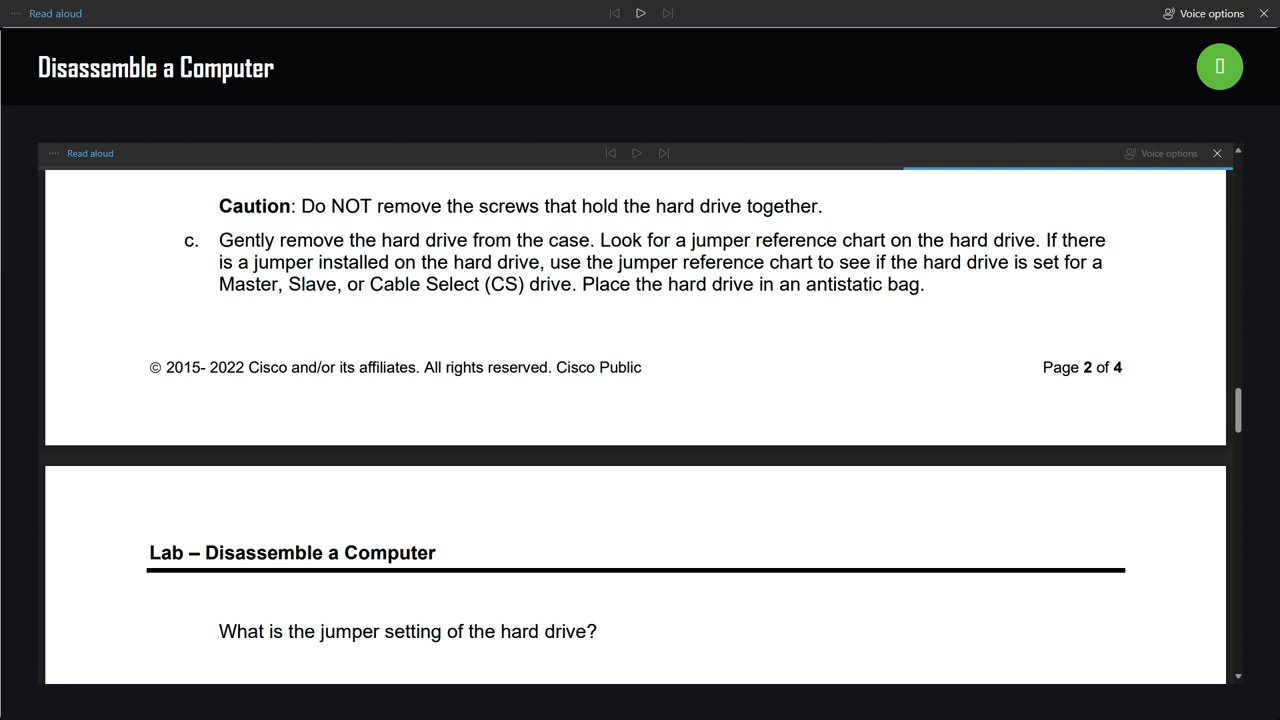 Read aloud
Voice options
Disassemble a Computer
Read aloud
Voice options
Caution: Do NOT remove the screws that hold the hard drive together.
c. Gently remove the hard drive from the case. Look for a jumper reference chart on the hard drive. If there
is a jumper installed on the hard drive, use the jumper reference chart to see if the hard drive is set for a
Master, Slave, or Cable Select (CS) drive. Place the hard drive in an antistatic bag.
© 2015- 2022 Cisco and/or its affiliates. All rights reserved. Cisco Public Page 2 of 4
Lab – Disassemble a Computer
What is the jumper setting of the hard drive?